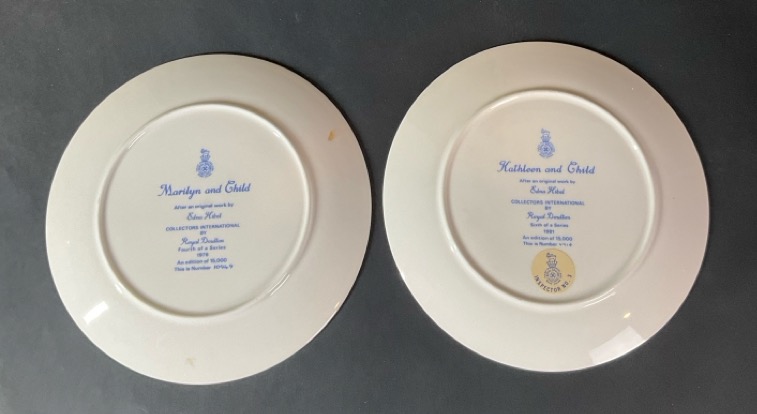 Marilyn and Child
After an original work by
Edna Hibel
COLLECTORS INTERNATIONAL
BY
Royal Doulton
Fourth of a Series
1976
An edition of 15,000
This is Number
Kathleen and Child
After an original work by
Edna Hibel
COLLECTORS INTERNATIONAL
BY
Royal Doulton
Sixth of a Series
1981
An edition of 15,000
This is Number
INSPECTOR NO. 3